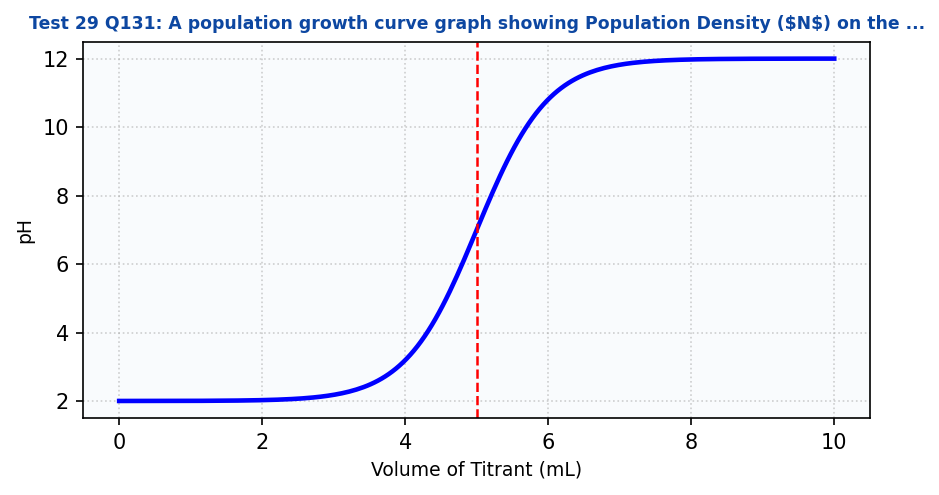 Test 29 Q131: A population growth curve graph showing Population Density ($N$) on the ...
12
10
8
6
4
2
pH
0 2 4 6 8 10
Volume of Titrant (mL)